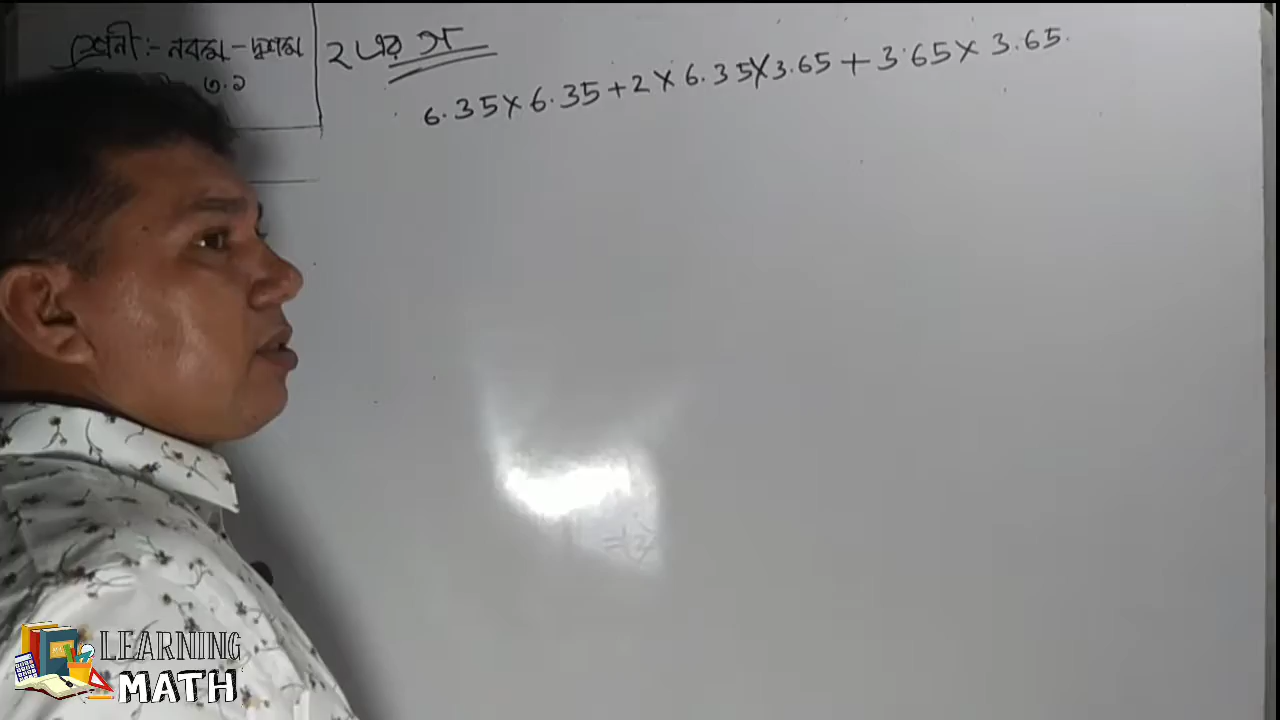 শ্রেনী :- নবম - দশম
৩.১
২ এর গ
6.35 × 6.35 + 2 × 6.35 × 3.65 + 3.65 × 3.65
LEARNING
MATH